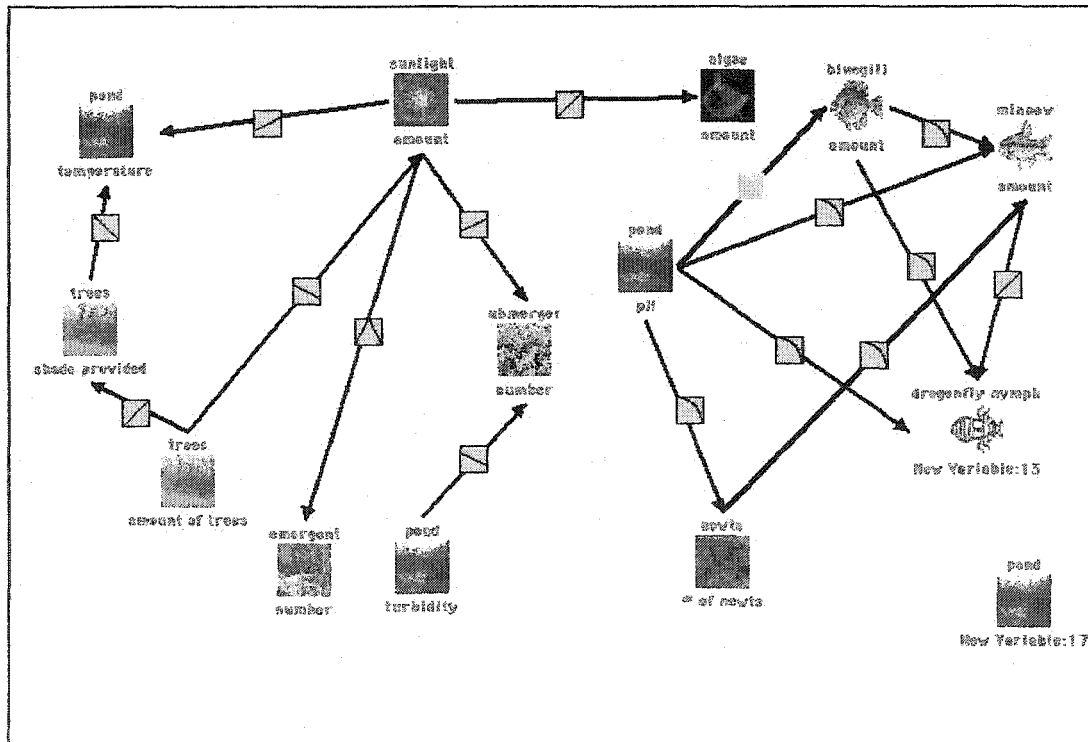 sunlight
amount
algae
amount
bluegill
amount
minnow
amount
pond
temperature
pond
pH
trees
shade provided
ubmerger
number
trees
amount of trees
dragonfly nymph
New Variable:13
emergent
number
pond
turbidity
newts
# of newts
pond
New Variable:17